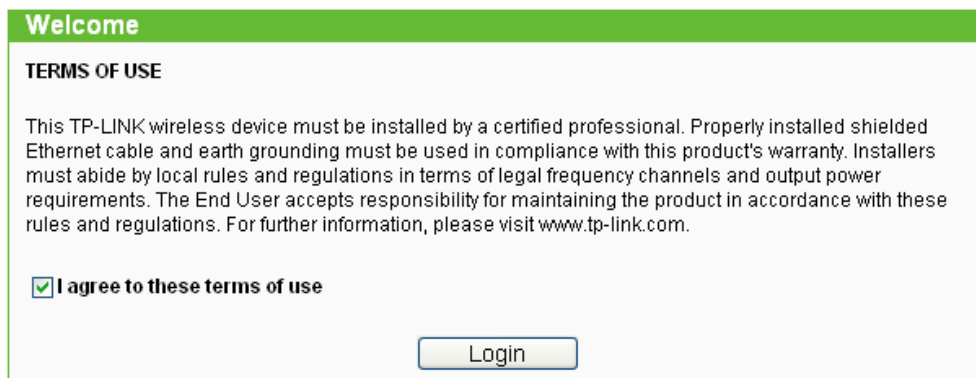 Welcome
TERMS OF USE
This TP-LINK wireless device must be installed by a certified professional. Properly installed shielded
Ethernet cable and earth grounding must be used in compliance with this product's warranty. Installers
must abide by local rules and regulations in terms of legal frequency channels and output power
requirements. The End User accepts responsibility for maintaining the product in accordance with these
rules and regulations. For further information, please visit www.tp-link.com.
I agree to these terms of use
Login